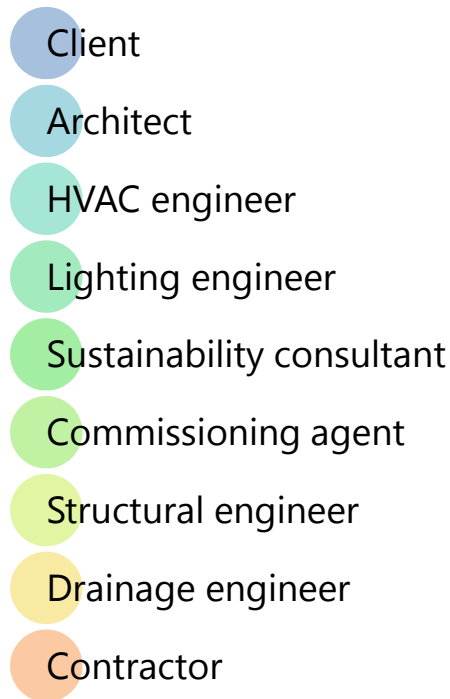 Client
Architect
HVAC engineer
Lighting engineer
Sustainability consultant
Commissioning agent
Structural engineer
Drainage engineer
Contractor